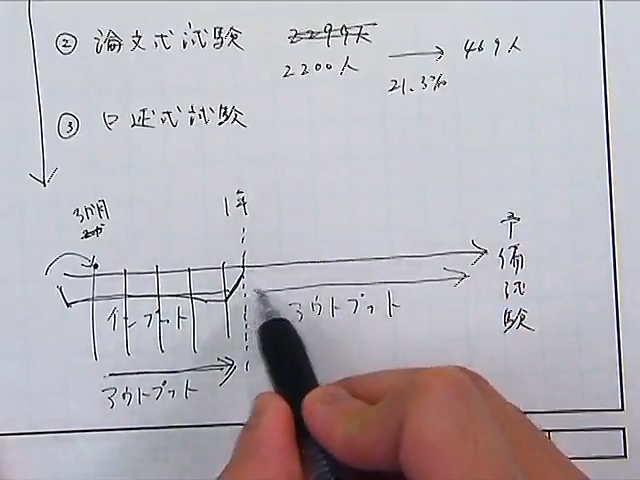 ② 論文式試験
2200人 → 469人
21.3%
③ 口述式試験
3か月
1年
予備試験
インプット
アウトプット
アウトプット